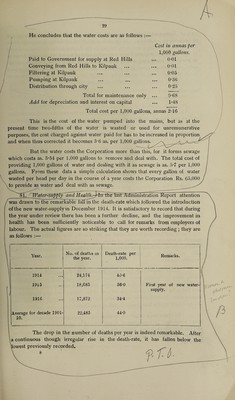 29
He concludes that the water costs are as follows :—
Cost in annas per
1,000 gallons.
Paid to Government for supply at Red Hills ... 0·01
Conveying from Red Hills to Kilpauk ... ... 0·01
Filtering at Kilpauk ... ... ... 0·05
Pumping at Kilpauk ... ... ... 0·36
Distribution through city ... ... ... 0·25
Total for maintenance only ... 0·68
Add for depreciation and interest on capital ... 1·48
Total cost per 1,000 gallons, annas 2·16
This is the cost of the water pumped into the mains, but as at the
present time two-fifths of the water is wasted or used for unremunerative
purposes, the cost charged against water paid for has to be increased in proportion
and when thus corrected it becomes 3·6 as. per 1,000 gallons.
But the water costs the Corporation more than this, for it forms sewage
which costs as. 3·54 per 1,000 gallons to remove and deal with. The total cost of
providing 1,000 gallons of water and dealing with it as sewage is as. 5·7 per 1,000
gallons. From these data a simple calculation shows that every gallon of water
wasted per head per day in the course of a year costs the Corporation Rs. 65,000
to provide as water and deal with as sewage.
Water-supply and Health.—In the last Administration Report attention
was drawn to the remarkable fall in the death-rate which followed the introduction
of the new water-supply in December 1914. It is satisfactory to record that during
the year under review there has been a further decline, and the improvement in
health has been sufficiently noticeable to call for remarks from employers of
labour. The actual figures are so striking that they are worth recording ; they are
as follows :—
Year. No. of deaths in the year. Death-rate per 1,000. Remarks.
1914 ... 24,174 45·6
1915 ... 19,685 38·0 First year of new water-supply.
1916 ... 17,875 34·4
Average for decade 1901-10. 22,493 44·0
The drop in the number of deaths per year is indeed remarkable. After
a continuous though irregular rise in the death-rate, it has fallen below the
lowest previously recorded.
8
P.T.O.